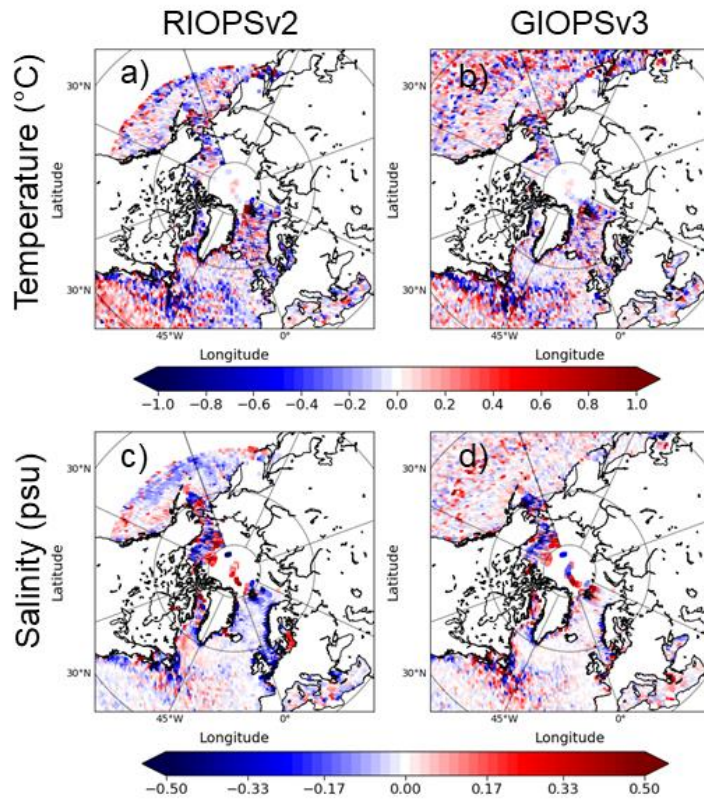 RIOPSv2 GIOPSv3
Temperature (°C)
a) b)
30°N 30°N
Latitude Latitude
30°N 30°N
45°W 0° 45°W 0°
Longitude Longitude
−1.0 −0.8 −0.6 −0.4 −0.2 0.0 0.2 0.4 0.6 0.8 1.0
Salinity (psu)
c) d)
30°N 30°N
Latitude Latitude
30°N 30°N
45°W 0° 45°W 0°
Longitude Longitude
−0.50 −0.33 −0.17 0.00 0.17 0.33 0.50